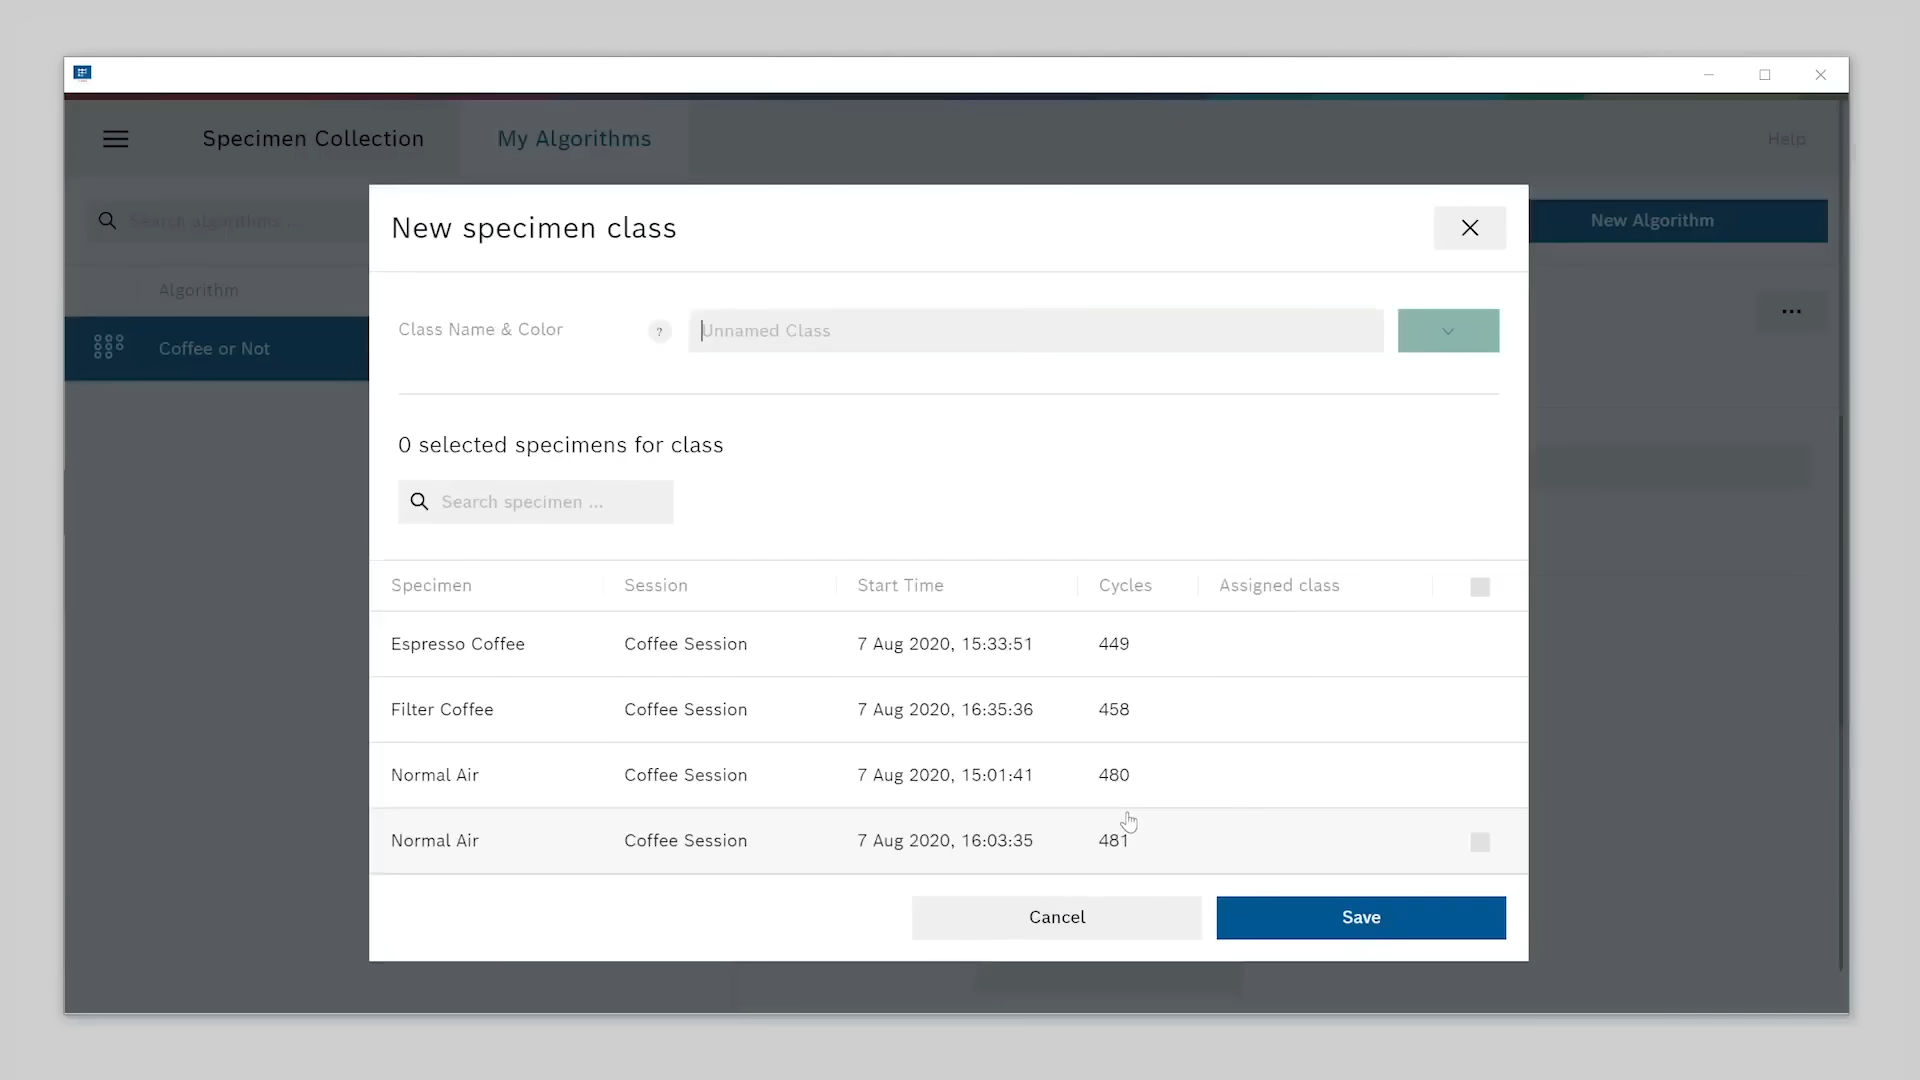 Specimen Collection
My Algorithms
Help
Search algorithms ...
New Algorithm
Algorithm
Coffee or Not
...
New specimen class
Class Name & Color
?
Unnamed Class
0 selected specimens for class
Search specimen ...
Specimen Session Start Time Cycles Assigned class
Espresso Coffee Coffee Session 7 Aug 2020, 15:33:51 449
Filter Coffee Coffee Session 7 Aug 2020, 16:35:36 458
Normal Air Coffee Session 7 Aug 2020, 15:01:41 480
Normal Air Coffee Session 7 Aug 2020, 16:03:35 481
Cancel
Save